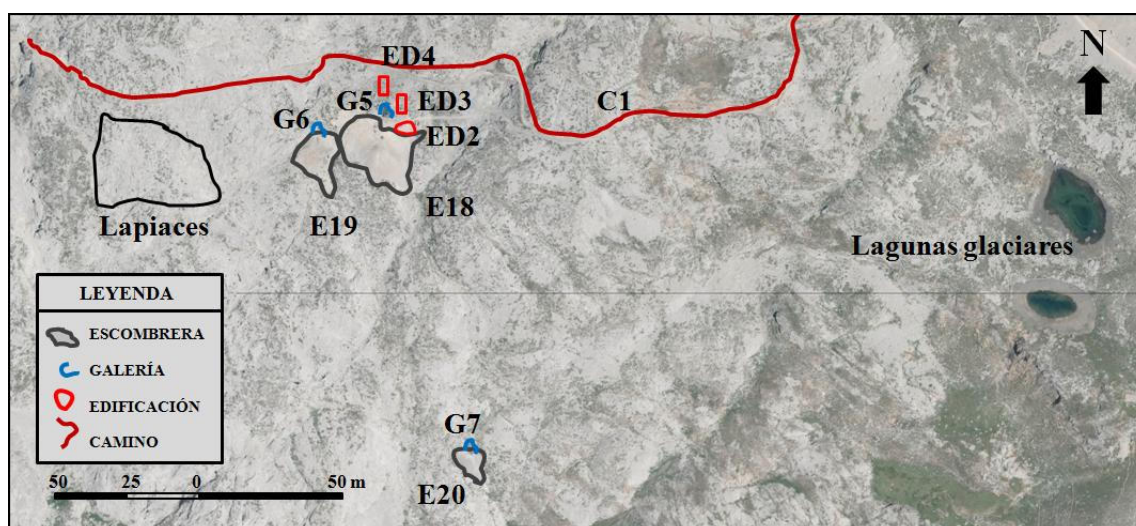 N
ED4
G5
ED3
C1
G6
ED2
Lapiaces
E18
E19
Lagunas glaciares
LEYENDA
ESCOMBRERA
GALERÍA
EDIFICACIÓN
CAMINO
G7
50 25 0 50 m
E20